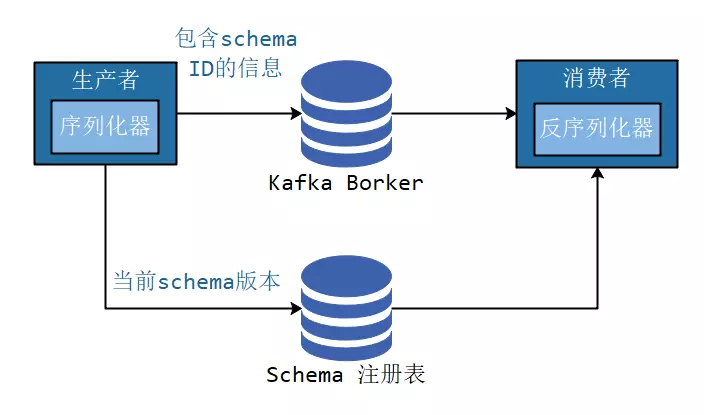 包含schema
ID的信息
生产者
序列化器
消费者
反序列化器
Kafka Borker
当前schema版本
Schema 注册表